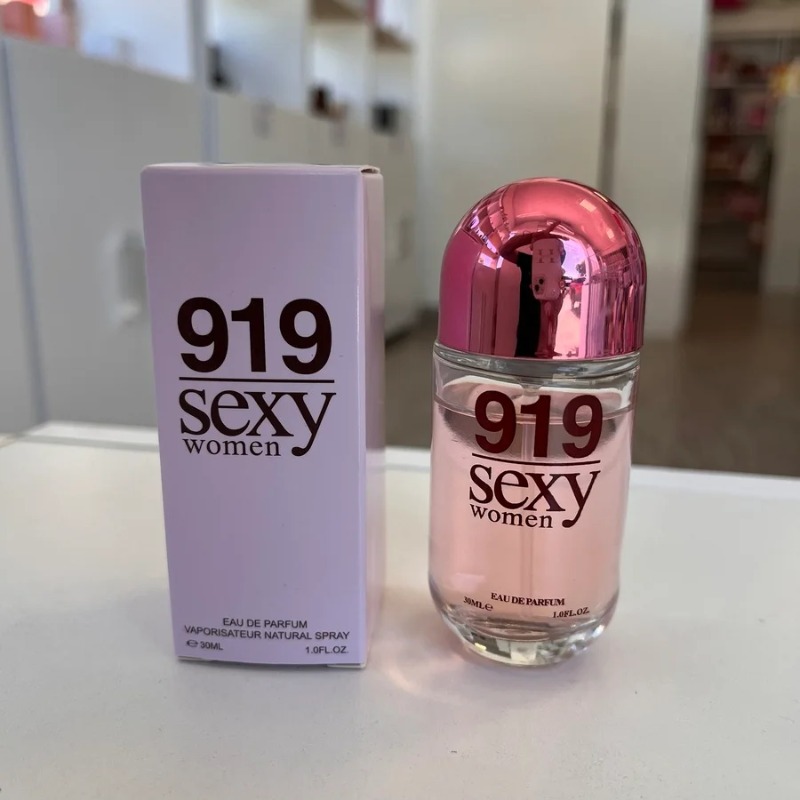 919
sexy
women
EAU DE PARFUM
VAPORISATEUR NATURAL SPRAY
℮ 30ML 1.0FL.OZ.
919
sexy
women
EAU DE PARFUM
30ML℮ 1.0FL.OZ.